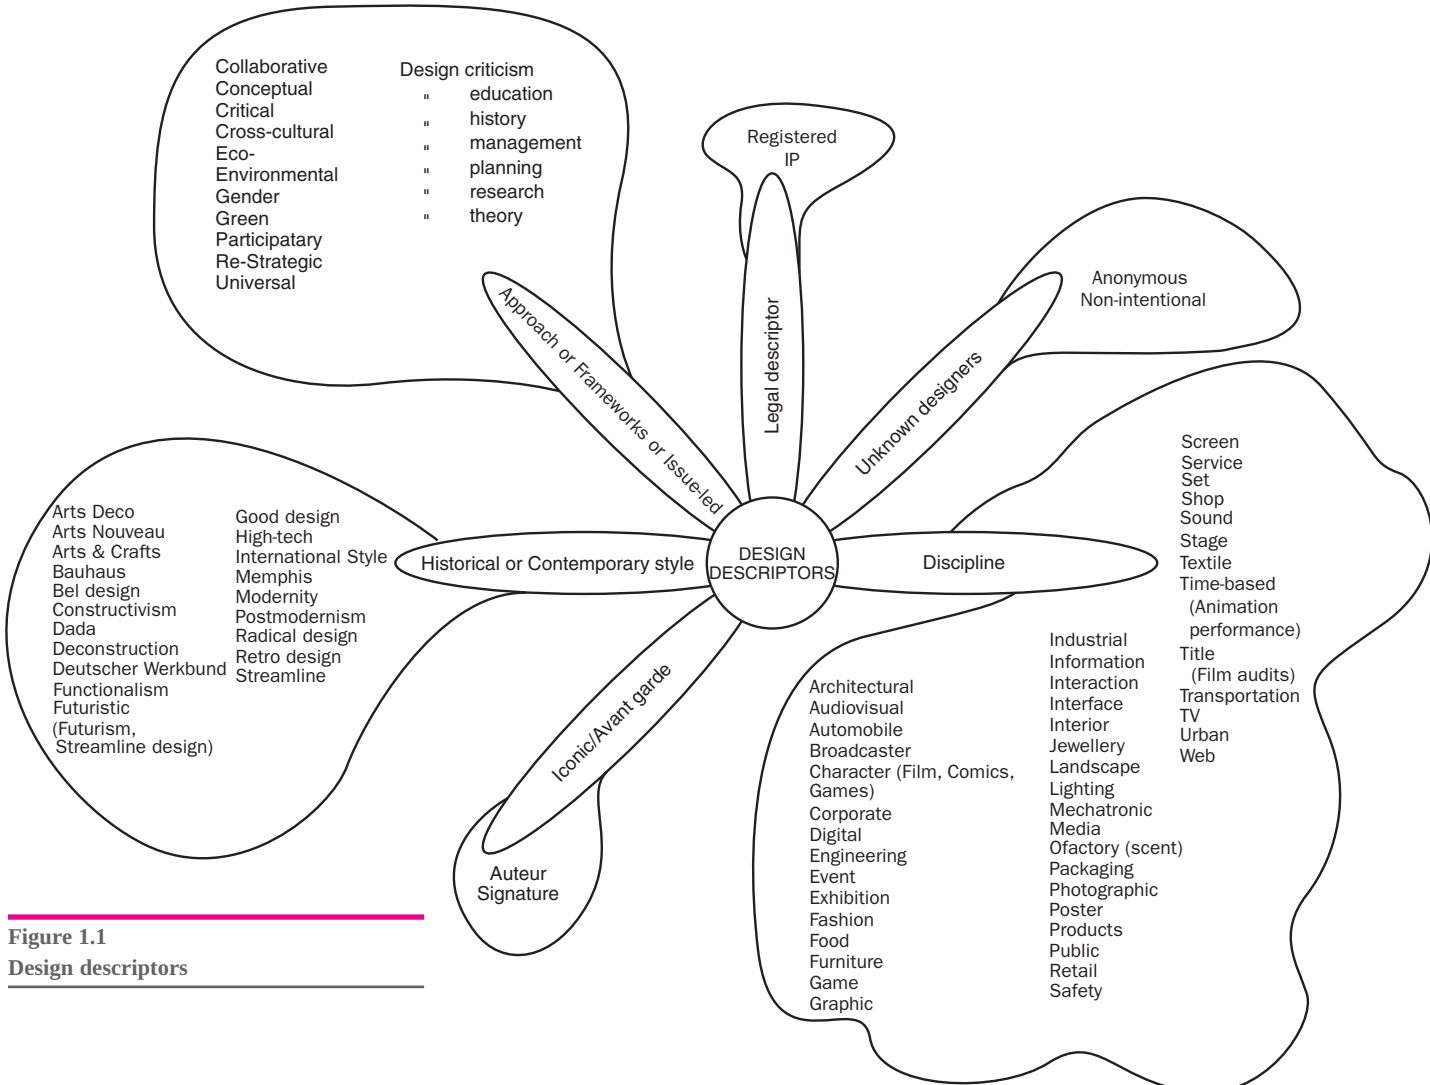 Collaborative
Conceptual
Critical
Cross-cultural
Eco-
Environmental
Gender
Green
Participatary
Re-Strategic
Universal
Design criticism
" education
" history
" management
" planning
" research
" theory
Registered
IP
Anonymous
Non-intentional
Approach or Frameworks or Issue-led
Legal descriptor
Unknown designers
Historical or Contemporary style
DESIGN
DESCRIPTORS
Discipline
Iconic/Avant garde
Arts Deco
Arts Nouveau
Arts & Crafts
Bauhaus
Bel design
Constructivism
Dada
Deconstruction
Deutscher Werkbund
Functionalism
Futuristic
(Futurism,
Streamline design)
Good design
High-tech
International Style
Memphis
Modernity
Postmodernism
Radical design
Retro design
Streamline
Auteur
Signature
Architectural
Audiovisual
Automobile
Broadcaster
Character (Film, Comics,
Games)
Corporate
Digital
Engineering
Event
Exhibition
Fashion
Food
Furniture
Game
Graphic
Industrial
Information
Interaction
Interface
Interior
Jewellery
Landscape
Lighting
Mechatronic
Media
Ofactory (scent)
Packaging
Photographic
Poster
Products
Public
Retail
Safety
Screen
Service
Set
Shop
Sound
Stage
Textile
Time-based
(Animation
performance)
Title
(Film audits)
Transportation
TV
Urban
Web
Figure 1.1
Design descriptors